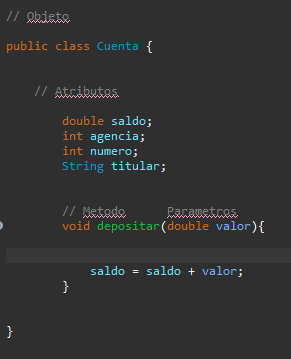 // Objeto
public class Cuenta {
// Atributos
double saldo;
int agencia;
int numero;
String titular;
// Metodo Parametros
void depositar(double valor){
saldo = saldo + valor;
}
}